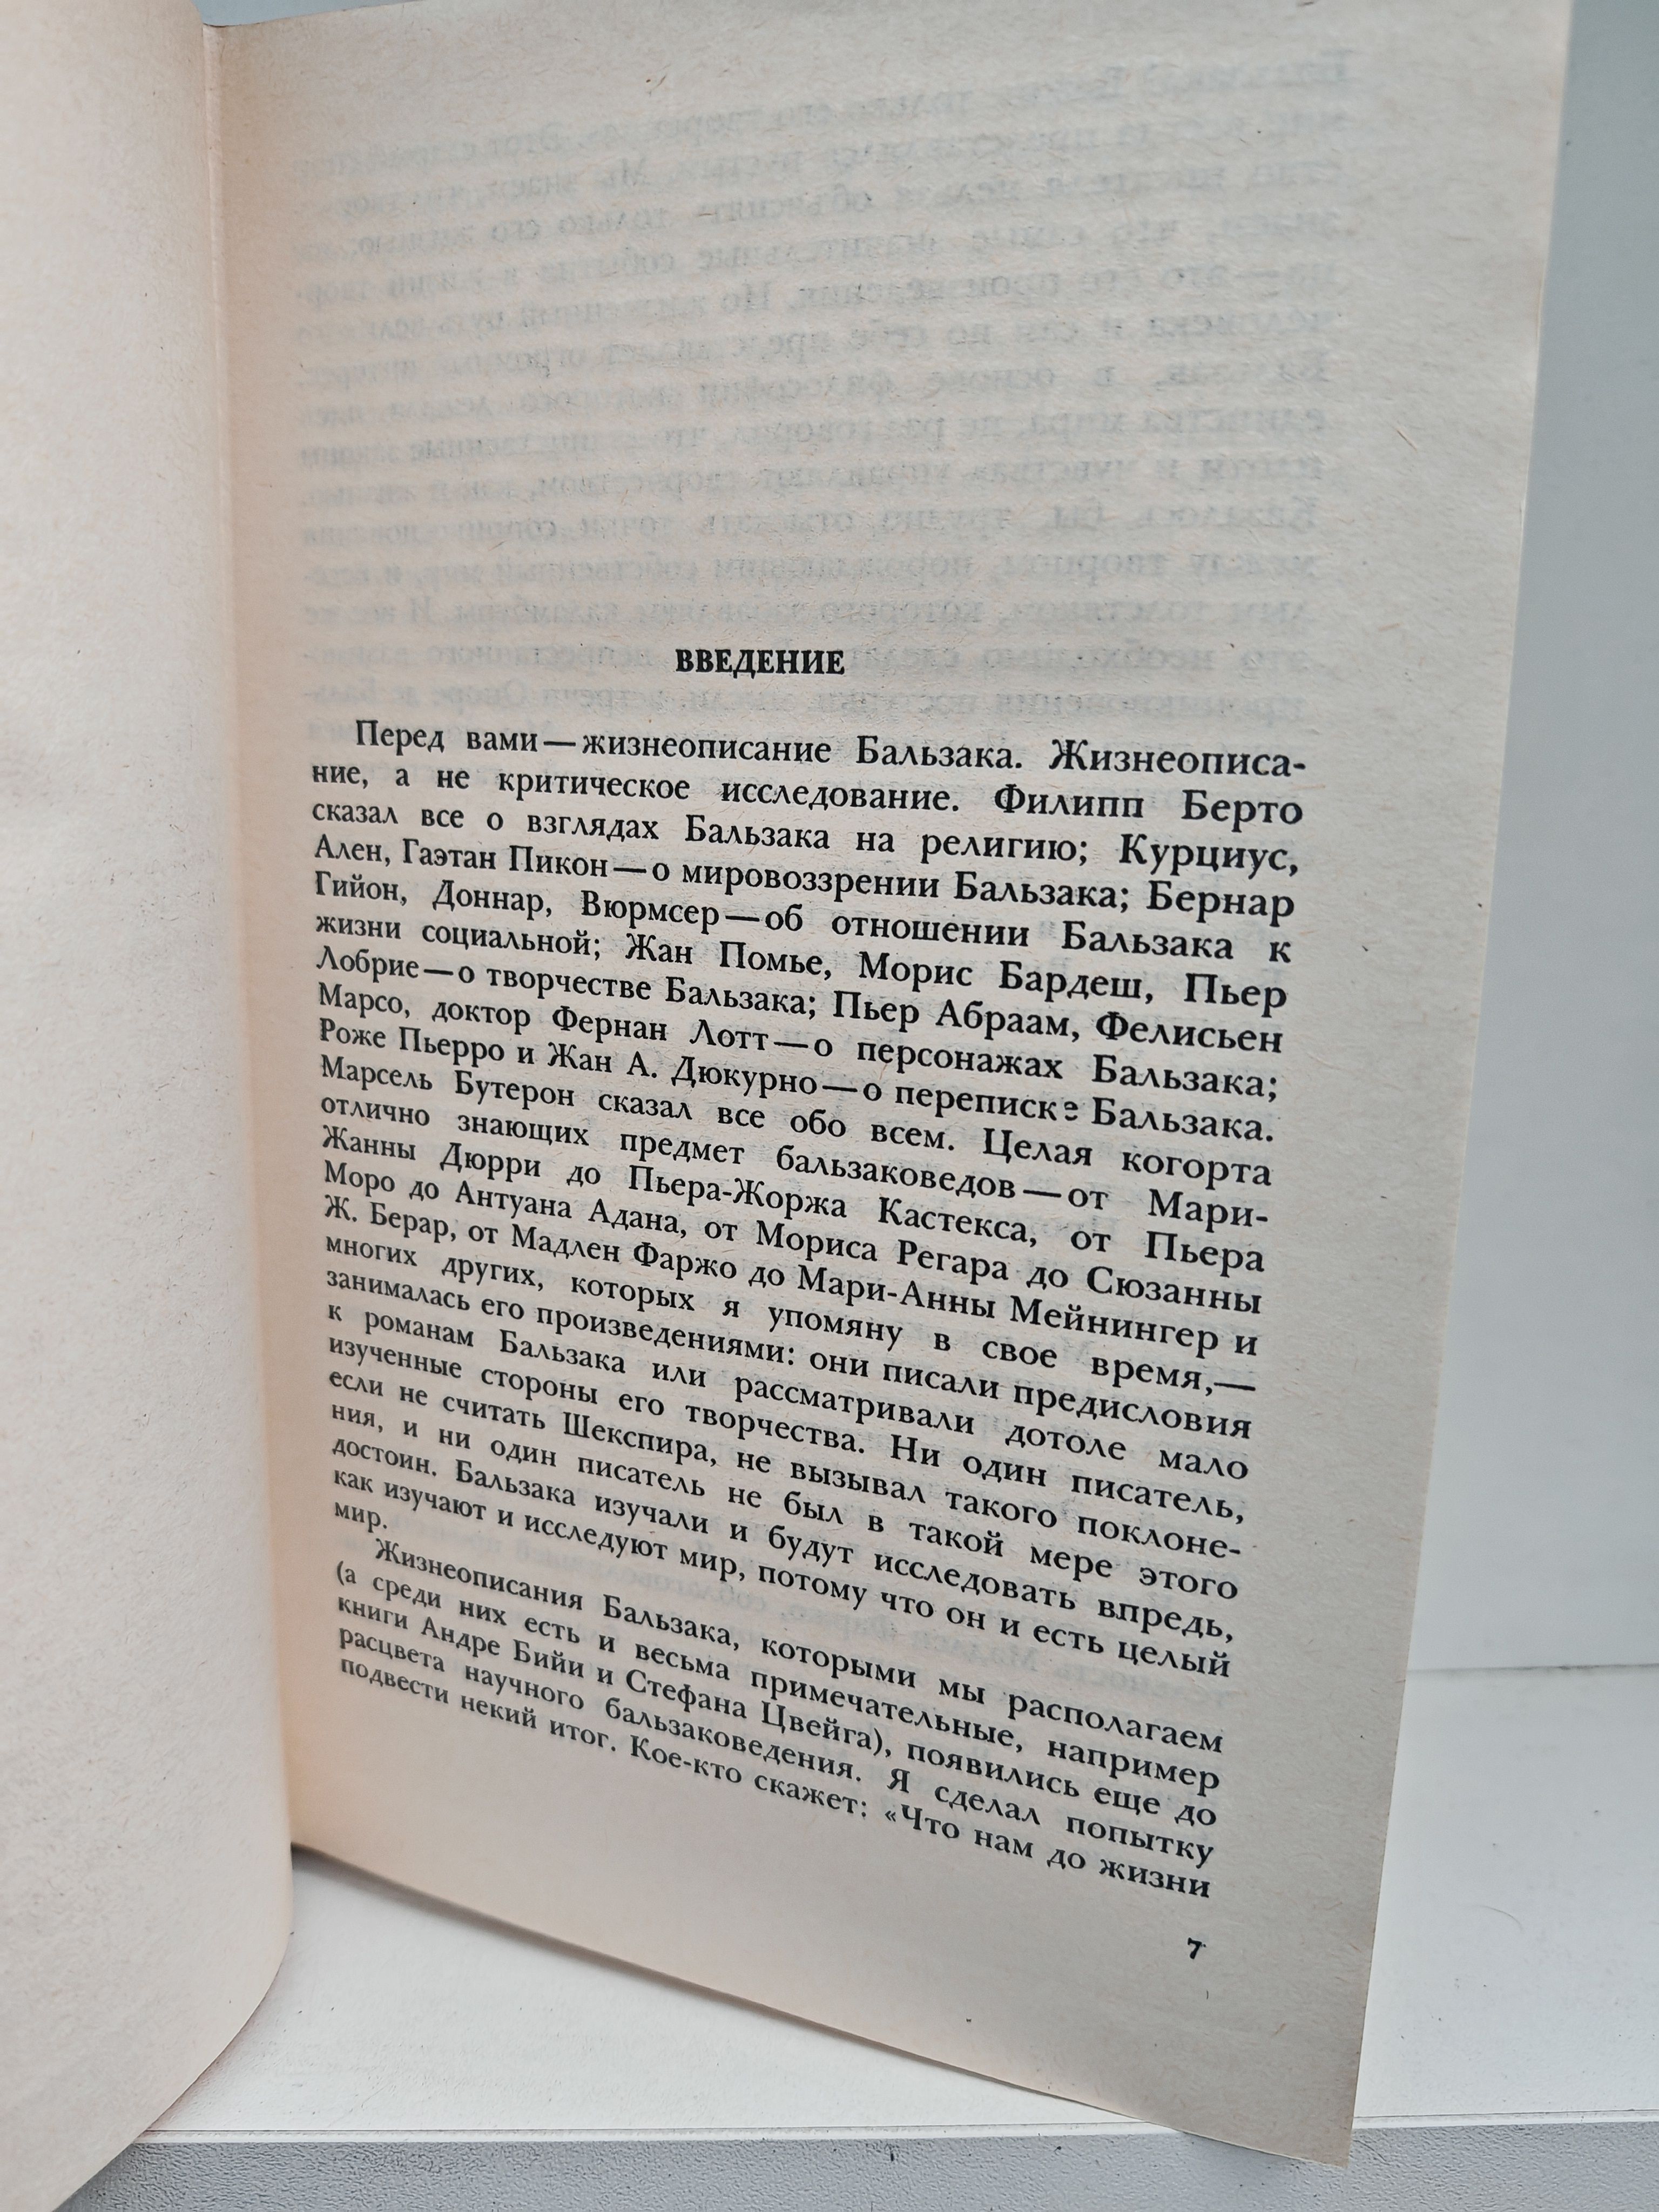 ВВЕДЕНИЕ
Перед вами—жизнеописание Бальзака. Жизнеописа-
ние, а не критическое исследование. Филипп Берто
сказал все о взглядах Бальзака на религию; Курциус,
Ален, Гаэтан Пикон—о мировоззрении Бальзака; Бернар
Гийон, Доннар, Вюрмсер—об отношении Бальзака к
жизни социальной; Жан Помье, Морис Бардеш, Пьер
Лобрие—о творчестве Бальзака; Пьер Абраам, Фелисьен
Марсо, доктор Фернан Лотт—о персонажах Бальзака;
Роже Пьерро и Жан А. Дюкурно—о переписке Бальзака.
Марсель Бутерон сказал все обо всем. Целая когорта
отлично знающих предмет бальзаковедов—от Мари-
Жанны Дюрри до Пьера-Жоржа Кастекса, от Пьера
Моро до Антуана Адана, от Мориса Регара до Сюзанны
Ж. Берар, от Мадлен Фаржо до Мари-Анны Мейнингер и
многих других, которых я упомяну в свое время,—
занималась его произведениями: они писали предисловия
к романам Бальзака или рассматривали дотоле мало
изученные стороны его творчества. Ни один писатель,
если не считать Шекспира, не вызывал такого поклоне-
ния, и ни один писатель не был в такой мере этого
достоин. Бальзака изучали и будут исследовать впредь,
как изучают и исследуют мир, потому что он и есть целый
мир.
Жизнеописания Бальзака, которыми мы располагаем
(а среди них есть и весьма примечательные, например
книги Андре Бийи и Стефана Цвейга), появились еще до
расцвета научного бальзаковедения. Я сделал попытку
подвести некий итог. Кое-кто скажет: «Что нам до жизни
7